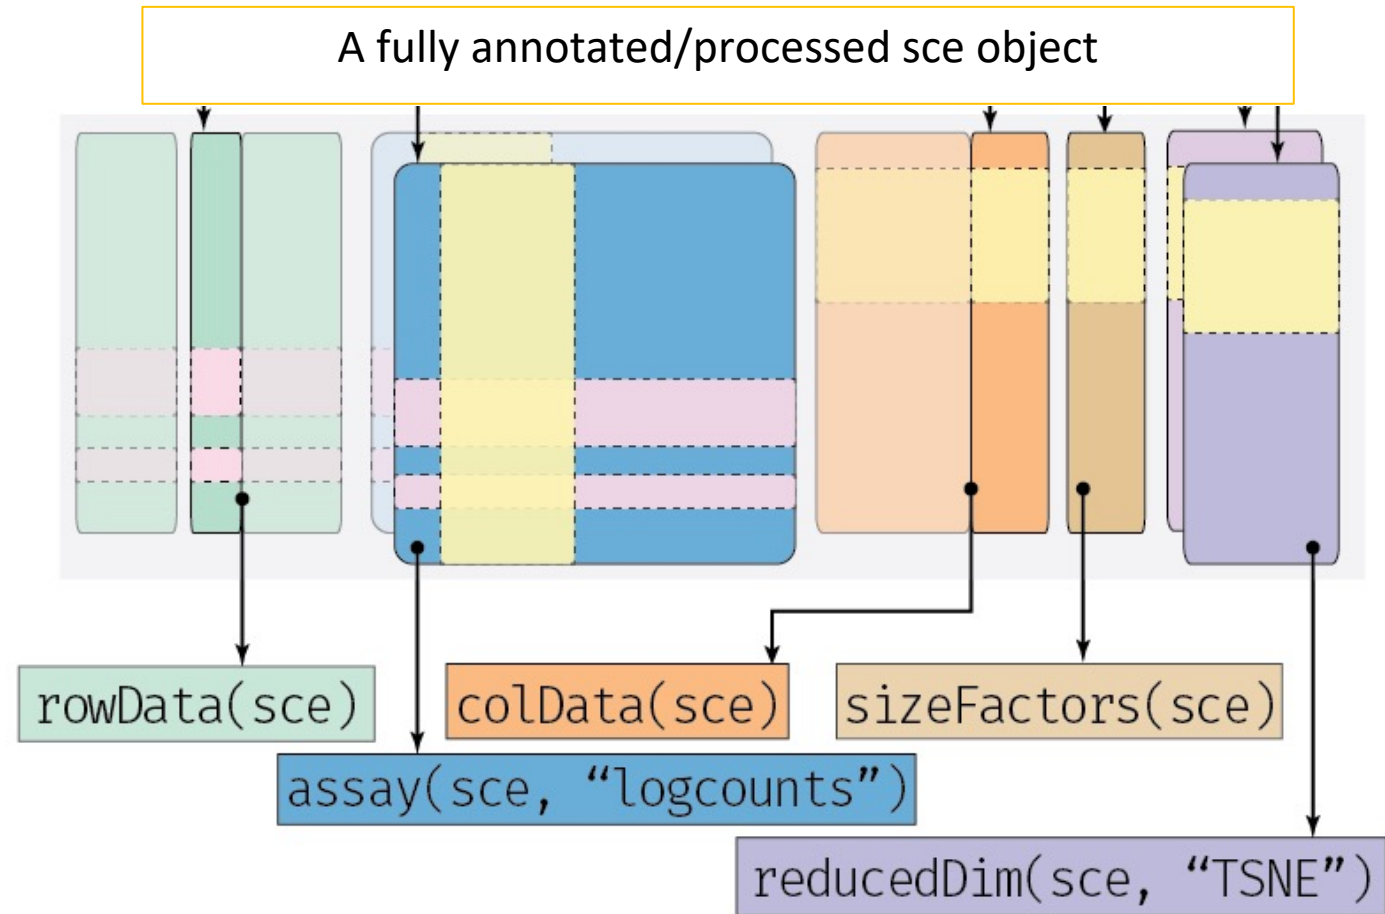 A fully annotated/processed sce object
rowData(sce)
colData(sce)
sizeFactors(sce)
assay(sce, “logcounts”)
reducedDim(sce, “TSNE”)